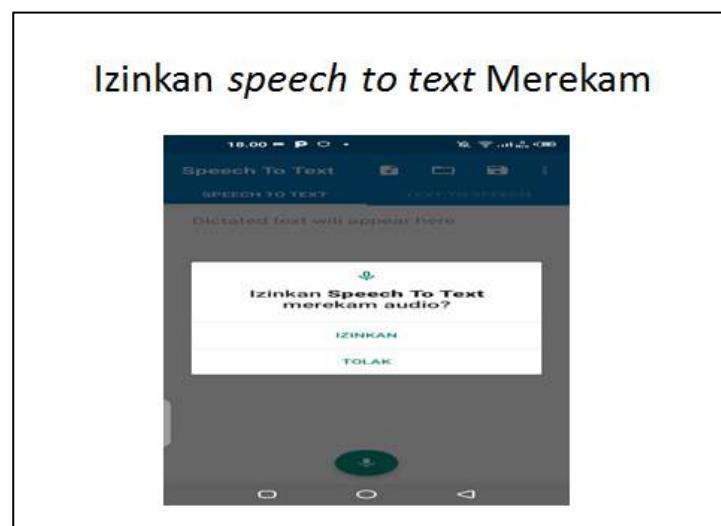 Izinkan speech to text Merekam
18.00
Speech To Text
SPEECH TO TEXT TEXT TO SPEECH
Dictated text will appear here
Izinkan Speech To Text
merekam audio?
IZINKAN
TOLAK